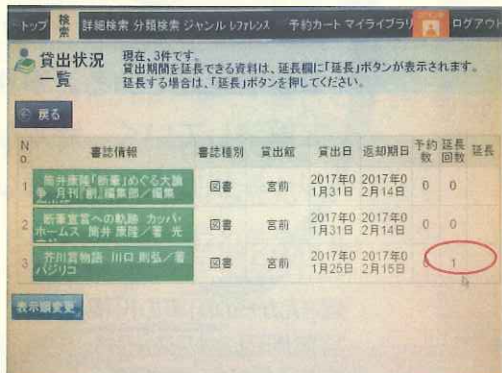 トップ 検索 詳細検索 分類検索 ジャンル レファレンス 予約カート マイライブラリ ログアウ
貸出状況一覧
現在、3件です。
貸出期間を延長できる資料は、延長欄に「延長」ボタンが表示されます。
延長する場合は、「延長」ボタンを押してください。
戻る
No. 書誌情報 書誌種別 貸出館 貸出日 返却期日 予約数 延長回数 延長
1 筒井康隆「断筆」めぐる大論争 月刊「創」編集部/編集 図書 宮前 2017年01月31日 2017年02月14日 0 0
2 断筆宣言への軌跡 カッパ・ホームス 筒井 康隆/著 光 図書 宮前 2017年01月31日 2017年02月14日 0 0
3 芥川賞物語 川口 則弘/著 バジリコ 図書 宮前 2017年01月25日 2017年02月15日 1
表示順変更